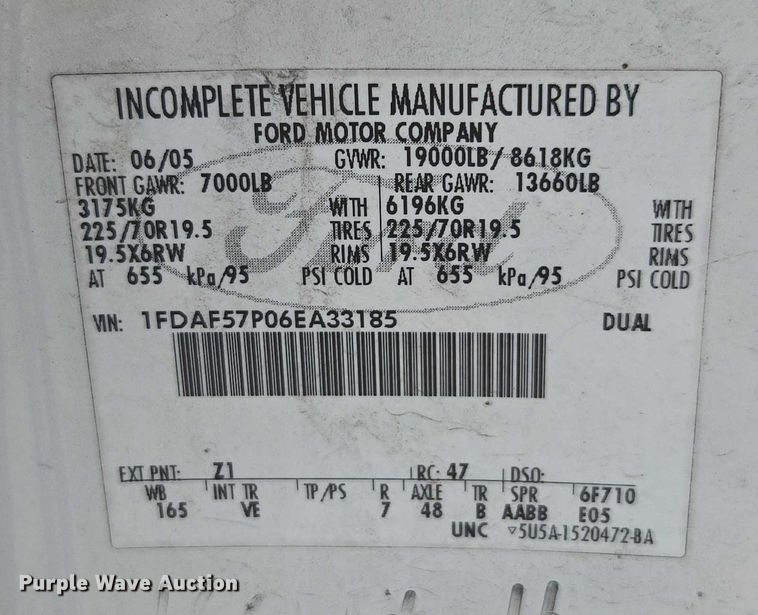 INCOMPLETE VEHICLE MANUFACTURED BY
FORD MOTOR COMPANY
DATE: 06/05 GVWR: 19000LB/ 8618KG
FRONT GAWR: 7000LB REAR GAWR: 13660LB
3175KG WITH 6196KG WITH
225/70R19.5 TIRES 225/70R19.5 TIRES
19.5X6RW RIMS 19.5X6RW RIMS
AT 655 kPa/95 PSI COLD AT 655 kPa/95 PSI COLD
VIN: 1FDAF57P06EA33185 DUAL
Ford
EXT PNT: Z1 RC: 47 DSO:
WB INT TR TP/PS R AXLE TR SPR 6F710
165 VE 7 48 B AABB E05
UNC ▽5U5A-1520472-BA
Purple Wave Auction